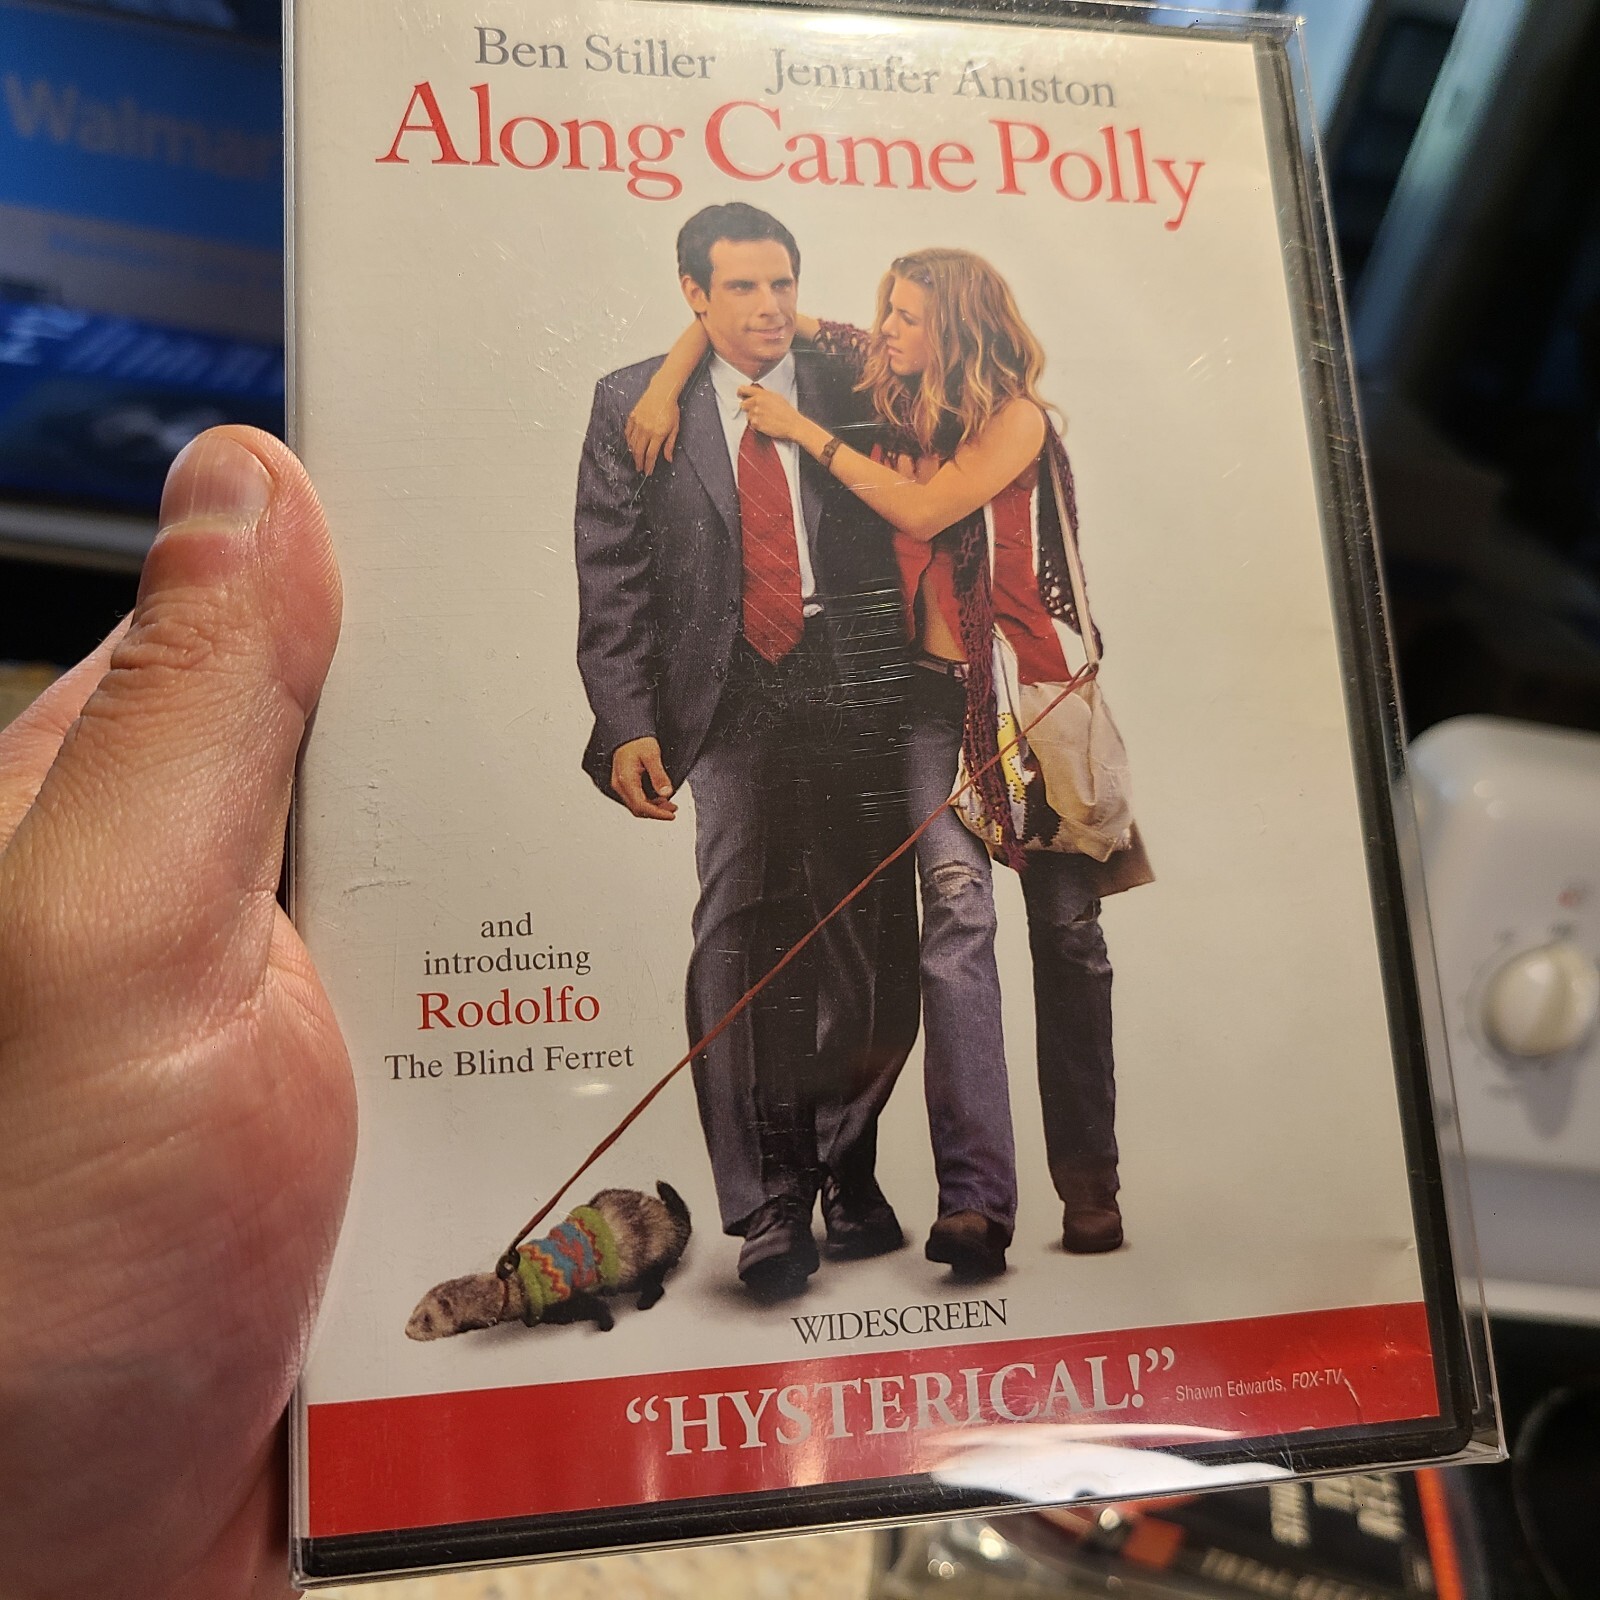 Ben Stiller Jennifer Aniston
Along Came Polly
and
introducing
Rodolfo
The Blind Ferret
WIDESCREEN
“HYSTERICAL!” Shawn Edwards, FOX-TV